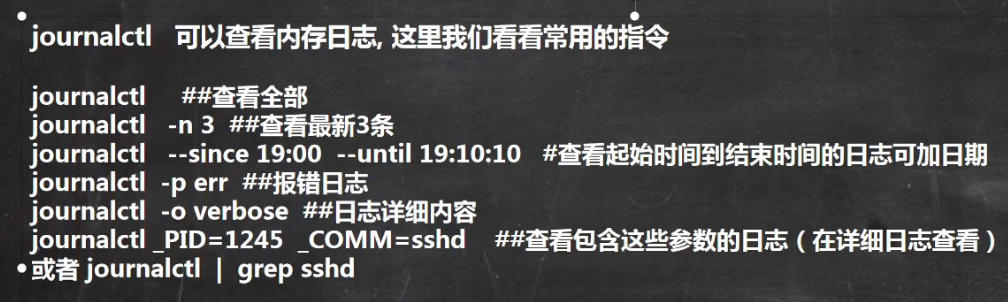 journalctl 可以查看内存日志, 这里我们看看常用的指令
journalctl ##查看全部
journalctl -n 3 ##查看最新3条
journalctl --since 19:00 --until 19:10:10 #查看起始时间到结束时间的日志可加日期
journalctl -p err ##报错日志
journalctl -o verbose ##日志详细内容
journalctl _PID=1245 _COMM=sshd ##查看包含这些参数的日志（在详细日志查看）
或者 journalctl | grep sshd